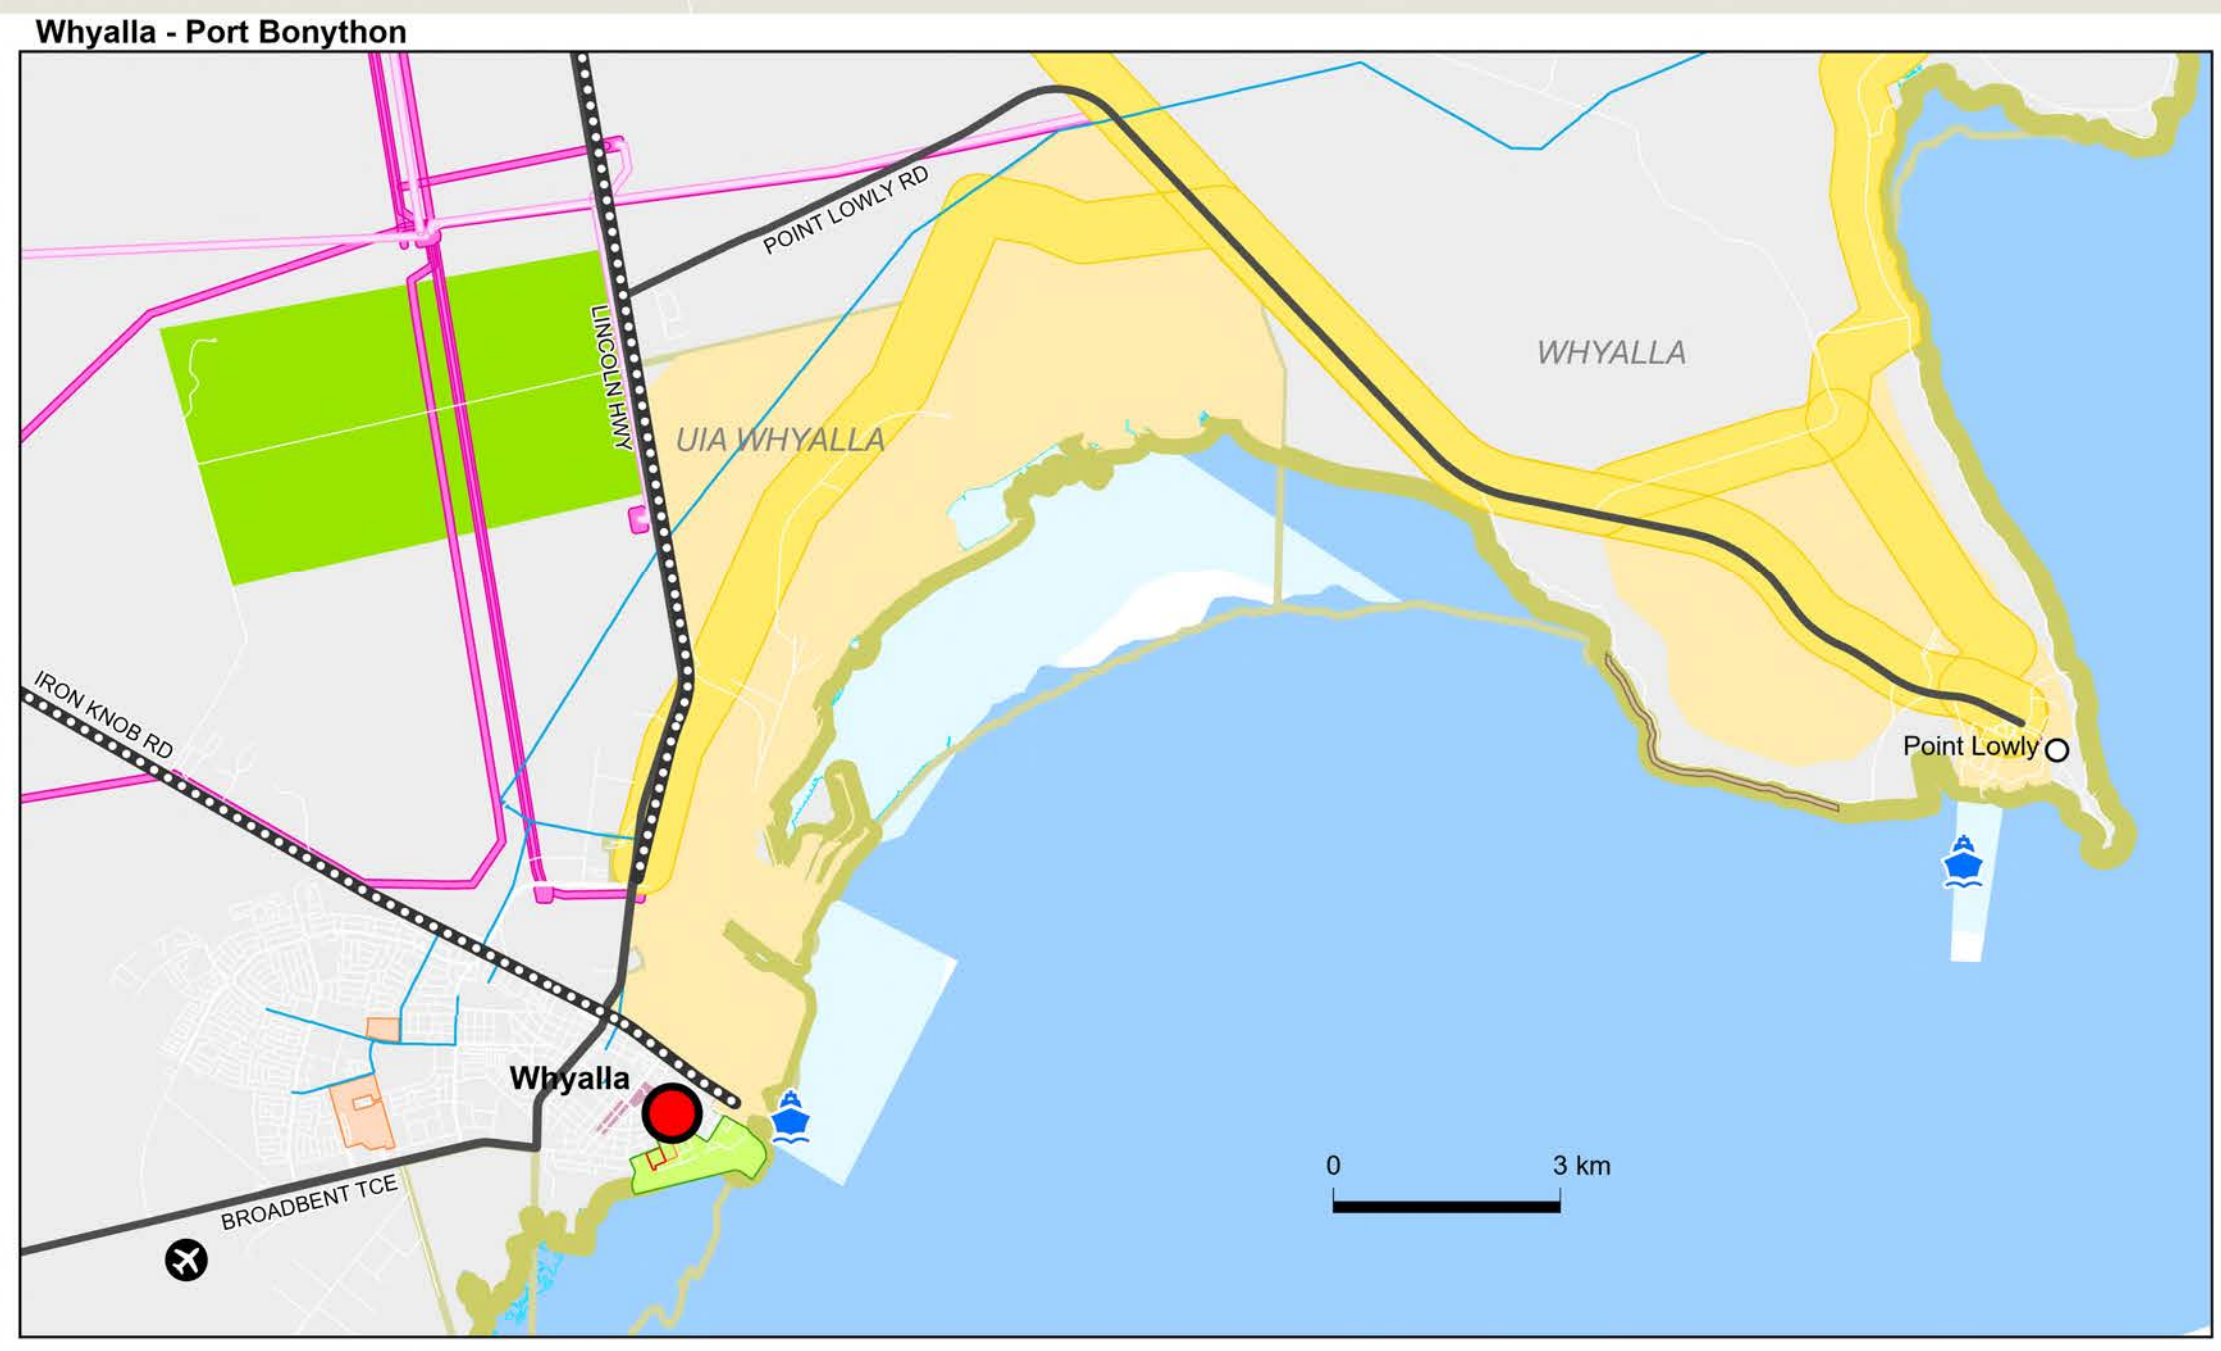 Whyalla - Port Bonython
POINT LOWLY RD
LINCOLN HWY
WHYALLA
UIA WHYALLA
IRON KNOB RD
Point Lowly
Whyalla
0 3 km
BROADBENT TCE